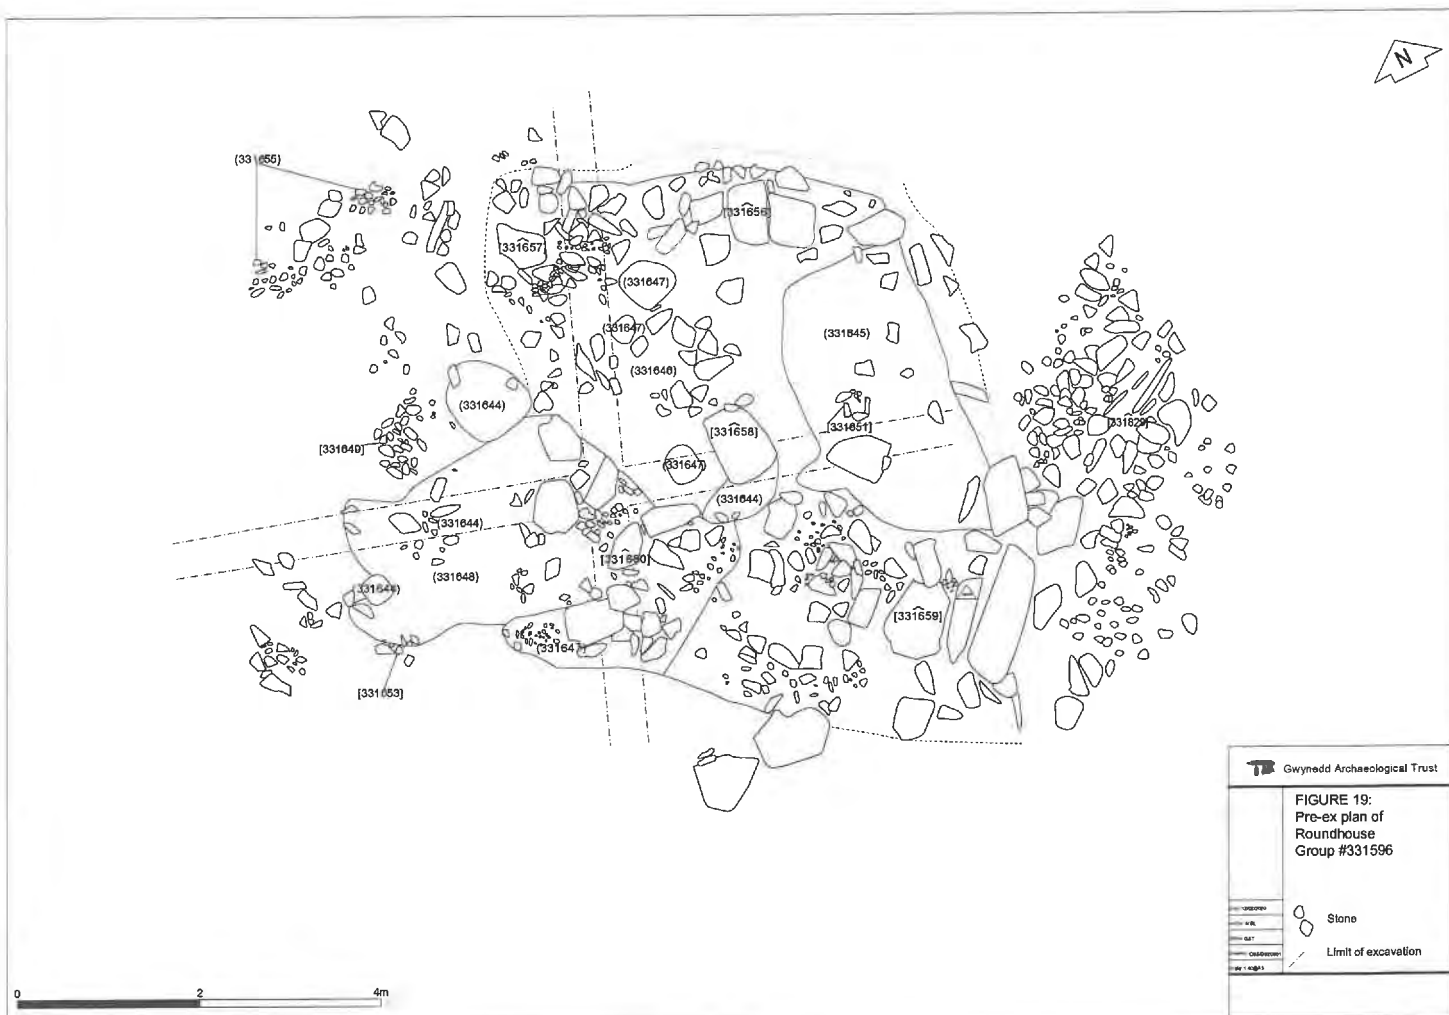 N
(331655)
[331656]
[331657]
(331647)
(331645)
(331647)
(331646)
(331644)
[331658]
[331651]
[331829]
[331649]
(331647)
(331644)
(331644)
[331660]
(331648)
(331644)
[331659]
(331647)
[331653]
Gwynedd Archaeological Trust
FIGURE 19:
Pre-ex plan of
Roundhouse
Group #331596
Stone
Limit of excavation
0 2 4m